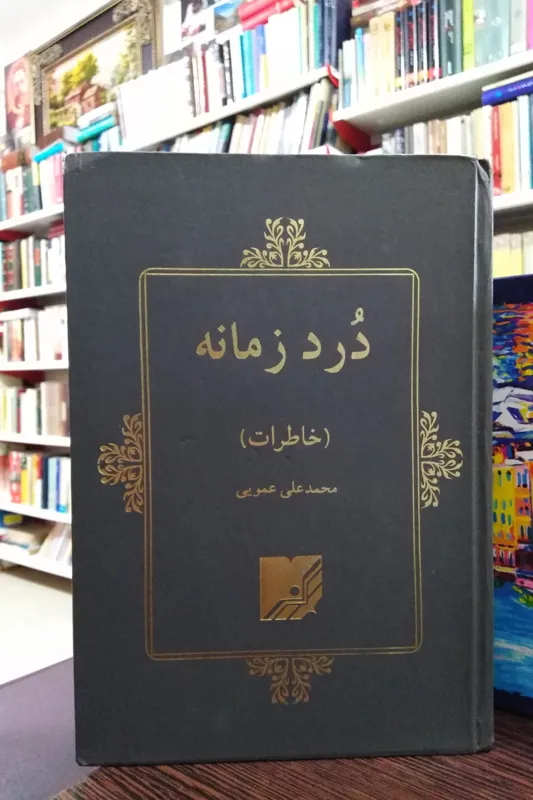 دُرد زمانه
(خاطرات)
محمدعلی عمویی